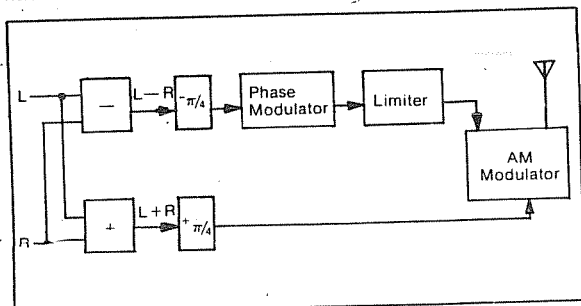 L
−
L−R
-π/4
Phase
Modulator
Limiter
AM
Modulator
R
+
L+R
+π/4